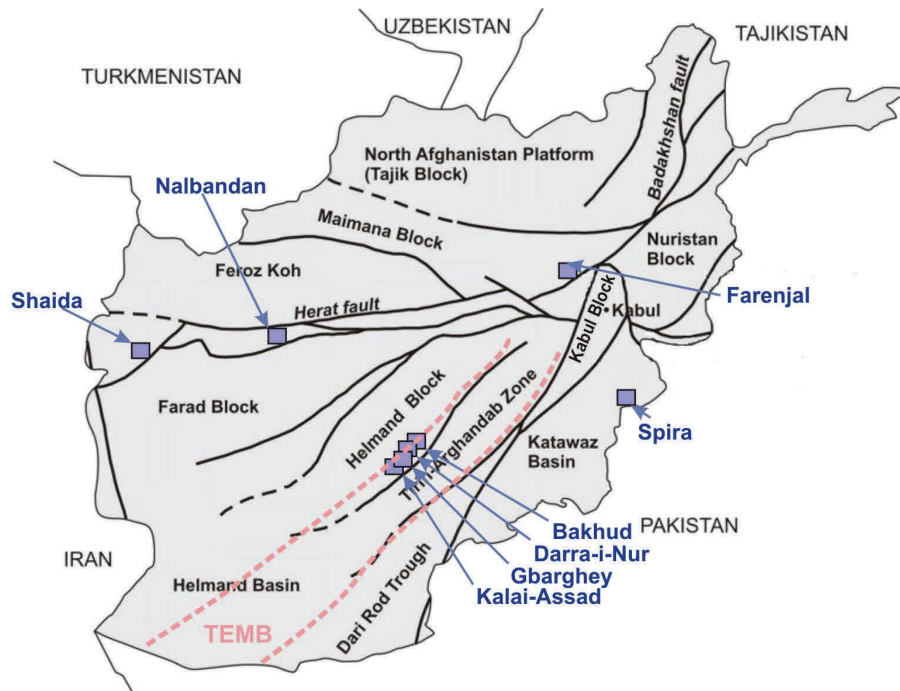 UZBEKISTAN
TAJIKISTAN
TURKMENISTAN
Badakhshan fault
North Afghanistan Platform
(Tajik Block)
Nalbandan
Maimana Block
Nuristan
Block
Feroz Koh
Farenjal
Shaida
Herat fault
Kabul Block
Kabul
Farad Block
Helmand Block
Tirin-Arghandab Zone
Spira
Katawaz
Basin
Bakhud
PAKISTAN
Darra-i-Nur
IRAN
Gbarghey
Helmand Basin
Kalai-Assad
Dari Rod Trough
TEMB